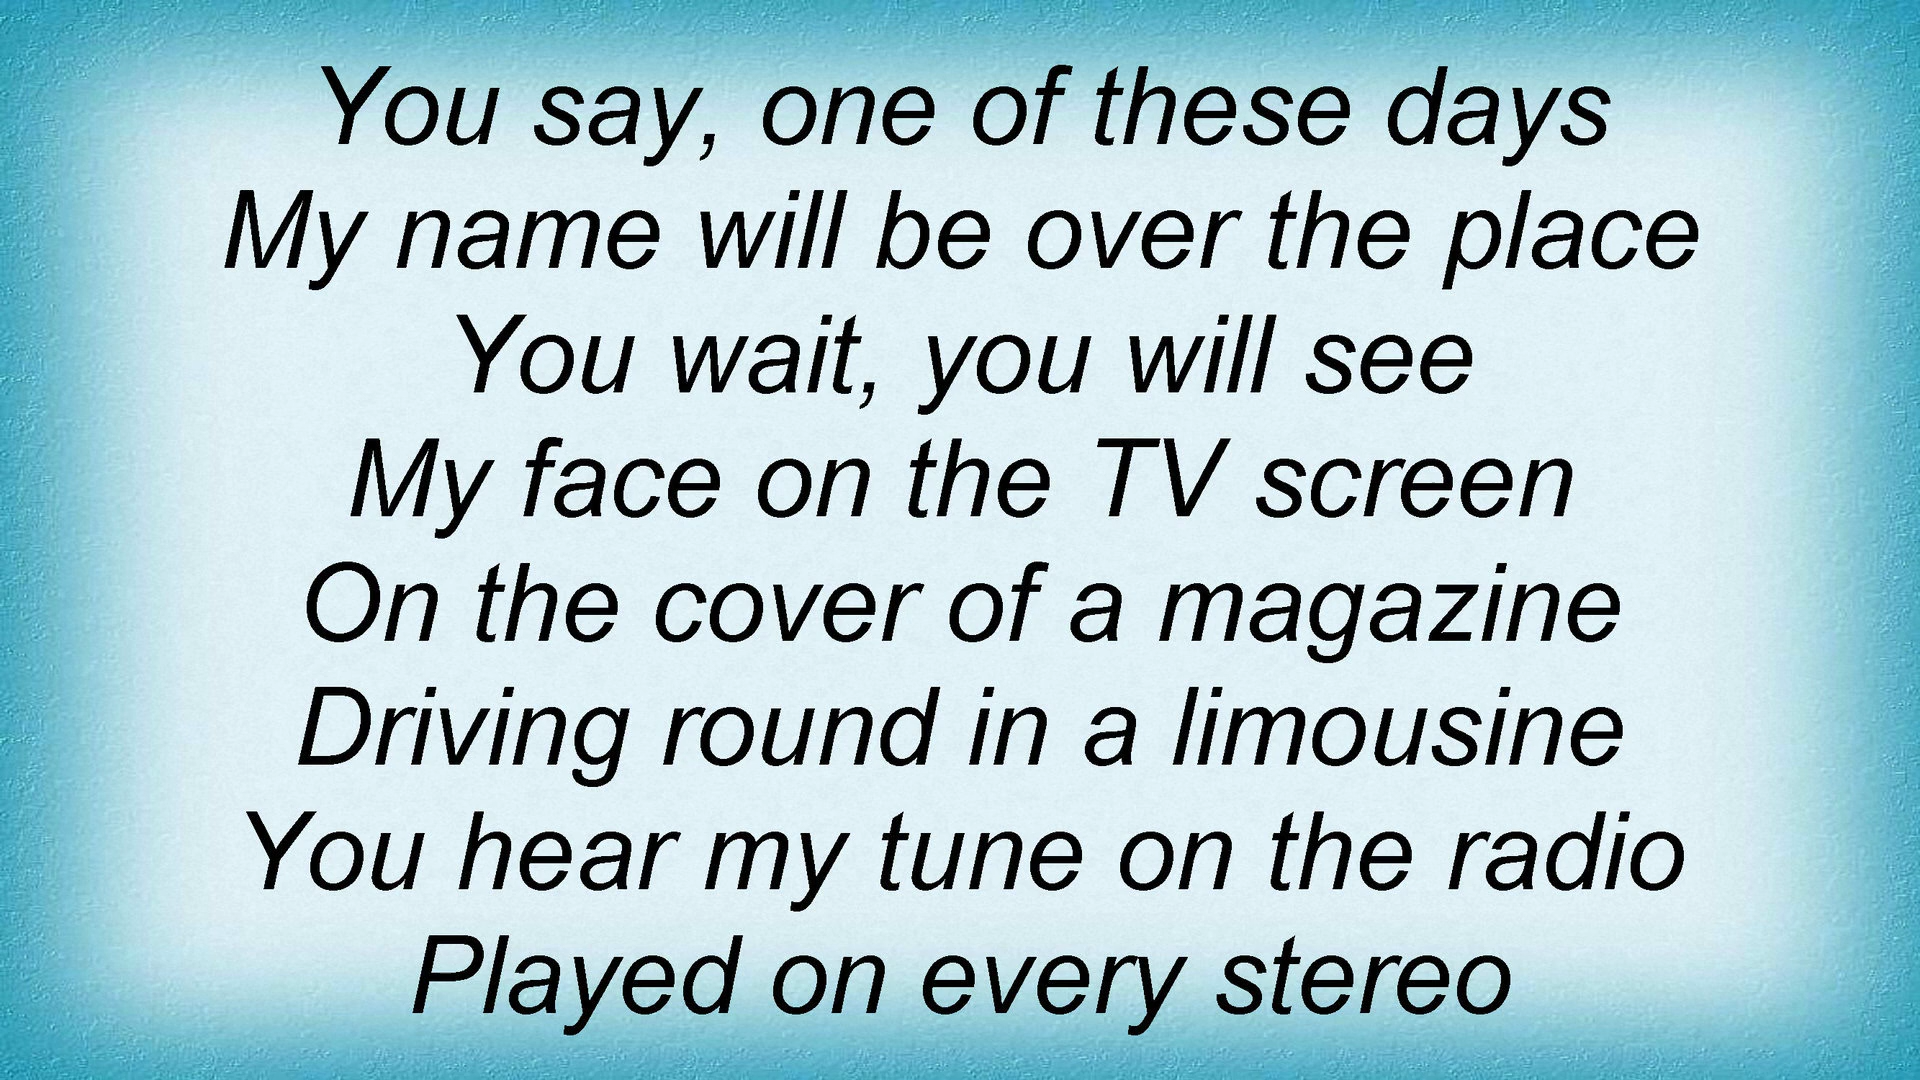 You say, one of these days
My name will be over the place
You wait, you will see
My face on the TV screen
On the cover of a magazine
Driving round in a limousine
You hear my tune on the radio
Played on every stereo